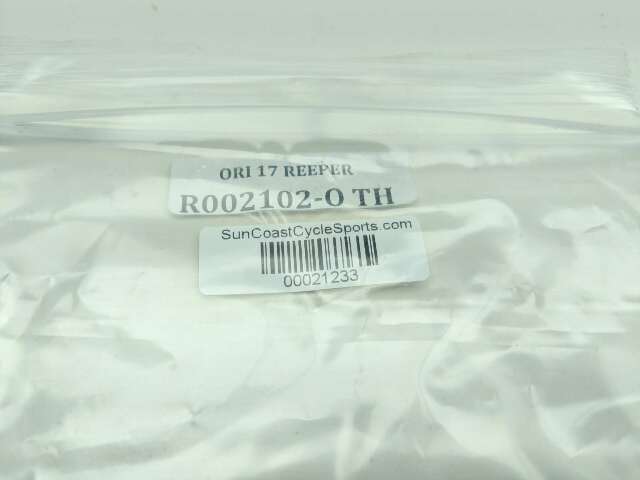 ORI 17 REEPER
R002102-O TH
SunCoastCycleSports.com
00021233